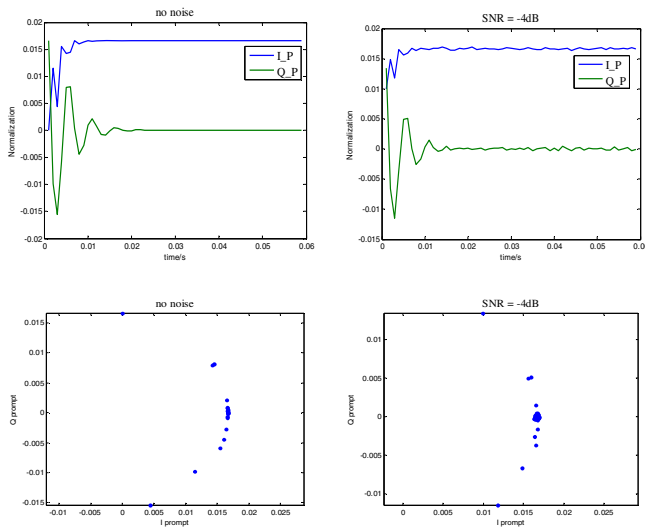 no noise
0.02
0.015
0.01
0.005
0
-0.005
-0.01
-0.015
-0.02
Normalization
I_P
Q_P
0 0.01 0.02 0.03 0.04 0.05 0.06
time/s
SNR = -4dB
0.02
0.015
0.01
0.005
0
-0.005
-0.01
-0.015
Normalization
I_P
Q_P
0 0.01 0.02 0.03 0.04 0.05
time/s
no noise
0.015
0.01
0.005
0
-0.005
-0.01
-0.015
Q prompt
-0.01 -0.005 0 0.005 0.01 0.015 0.02 0.025
I prompt
SNR = -4dB
0.01
0.005
0
-0.005
-0.01
Q prompt
0 0.005 0.01 0.015 0.02 0.025
I prompt